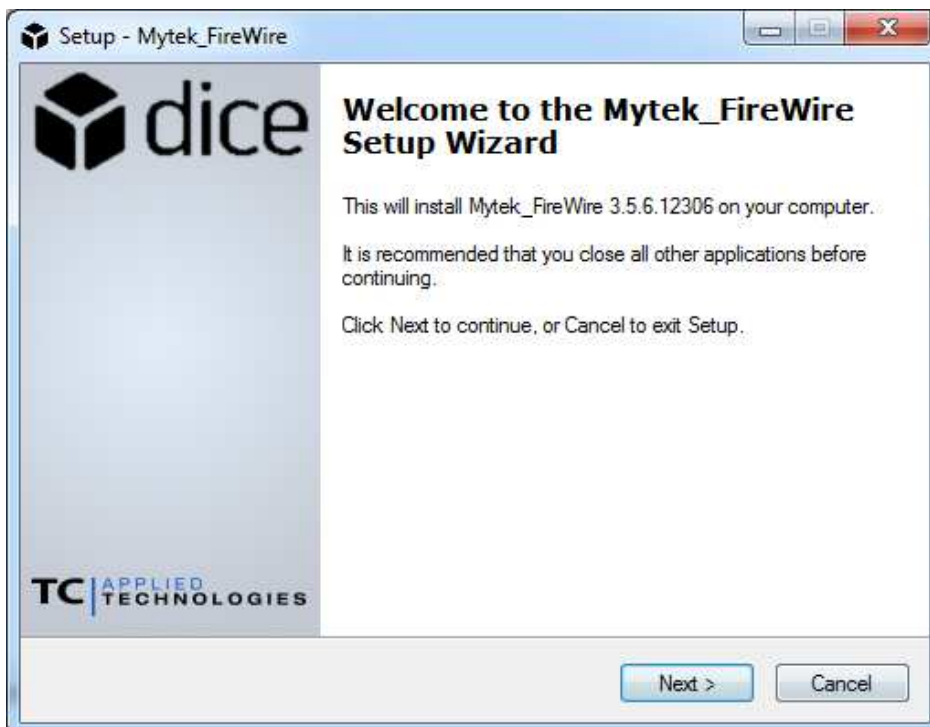 Setup - Mytek_FireWire
dice
Welcome to the Mytek_FireWire
Setup Wizard
This will install Mytek_FireWire 3.5.6.12306 on your computer.
It is recommended that you close all other applications before
continuing.
Click Next to continue, or Cancel to exit Setup.
TC APPLIED
TECHNOLOGIES
Next >
Cancel